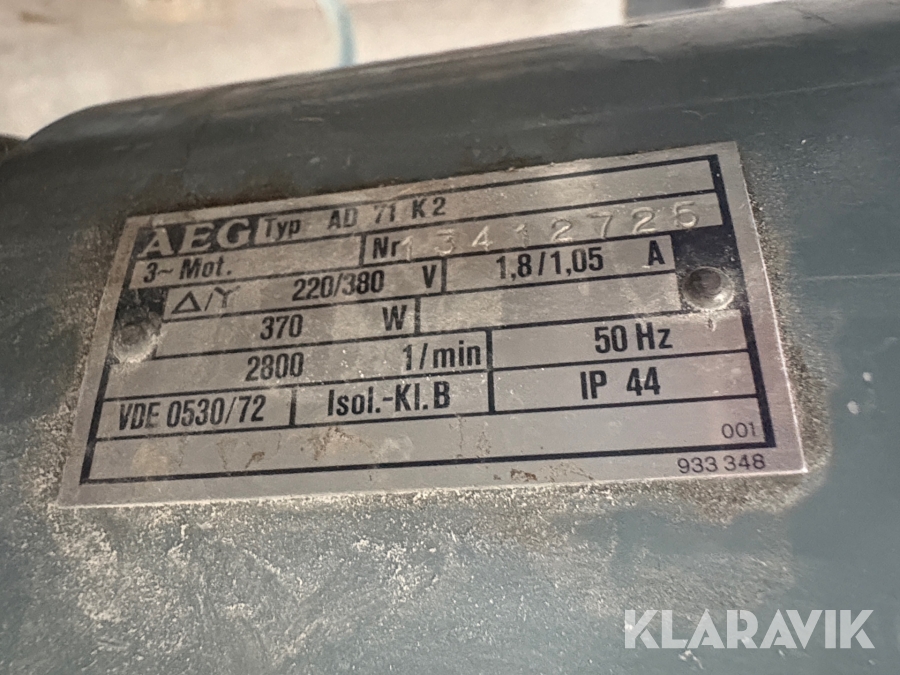 AEG Typ AD 71 K2
3~ Mot. Nr 13412725
Δ/Y 220/380 V 1,8/1,05 A
370 W
2800 1/min 50 Hz
VDE 0530/72 Isol.-Kl.B IP 44
001
933 348
KLARAVIK